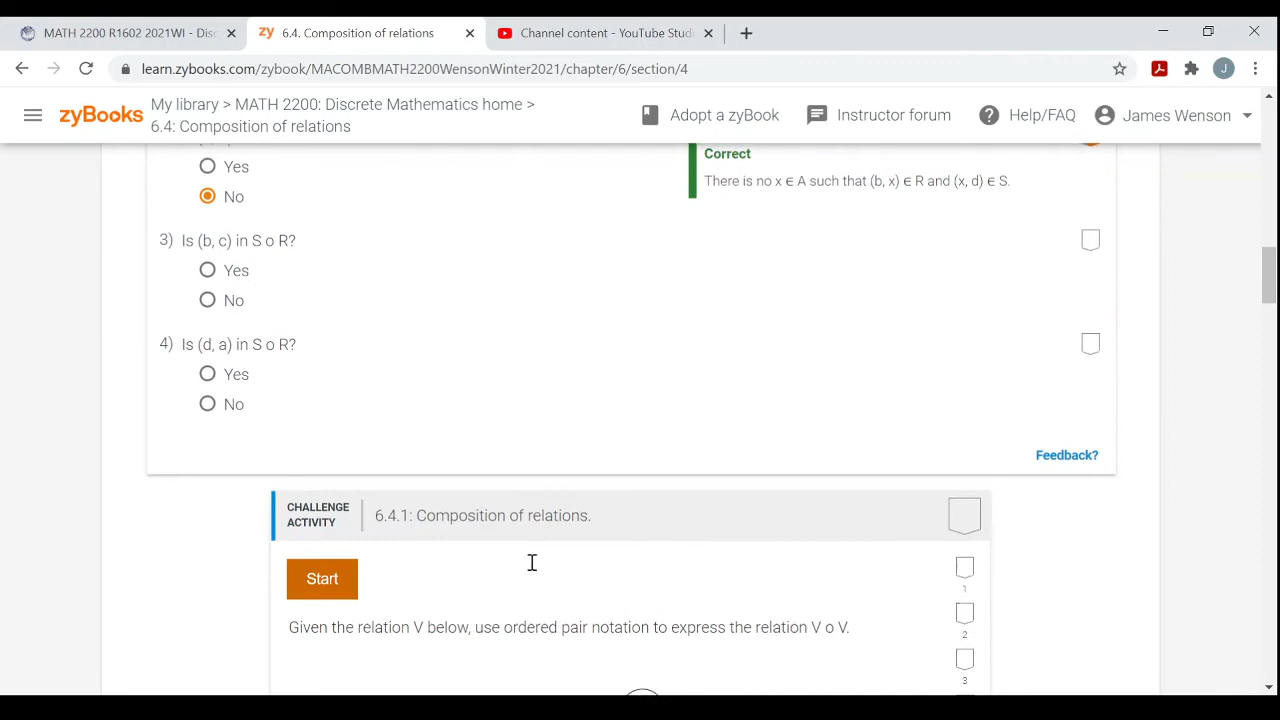 MATH 2200 R1602 2021WI - Disc
6.4. Composition of relations
Channel content - YouTube Studi
learn.zybooks.com/zybook/MACOMBMATH2200WensonWinter2021/chapter/6/section/4
zyBooks
My library > MATH 2200: Discrete Mathematics home >
6.4: Composition of relations
Adopt a zyBook
Instructor forum
Help/FAQ
James Wenson
Yes
No
Correct
There is no x ∈ A such that (b, x) ∈ R and (x, d) ∈ S.
3) Is (b, c) in S o R?
Yes
No
4) Is (d, a) in S o R?
Yes
No
Feedback?
CHALLENGE
ACTIVITY
6.4.1: Composition of relations.
Start
1
Given the relation V below, use ordered pair notation to express the relation V o V.
2
3